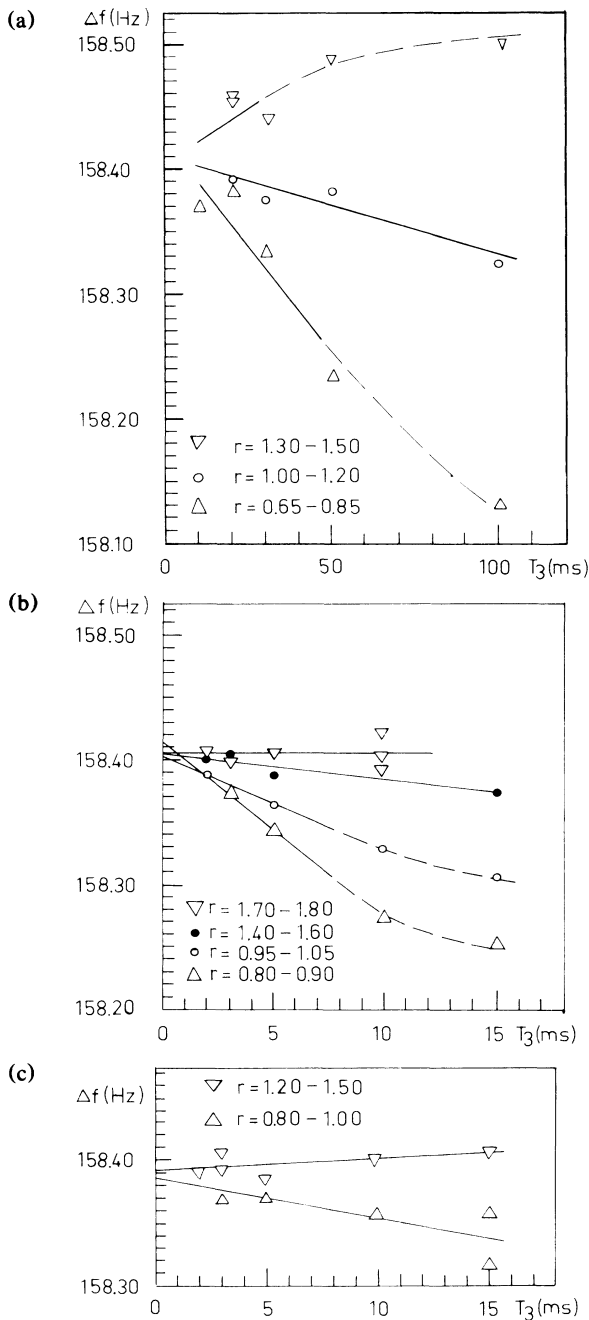 (a)
Δf (Hz)
158.50
158.40
158.30
158.20
158.10
▽ r = 1.30 – 1.50
○ r = 1.00 – 1.20
△ r = 0.65 – 0.85
0 50 100 T3(ms)
(b)
Δf (Hz)
158.50
158.40
158.30
158.20
▽ r = 1.70 – 1.80
● r = 1.40 – 1.60
○ r = 0.95 – 1.05
△ r = 0.80 – 0.90
0 5 10 15 T3(ms)
(c)
Δf (Hz)
▽ r = 1.20 – 1.50
△ r = 0.80 – 1.00
158.40
158.30
0 5 10 15 T3(ms)